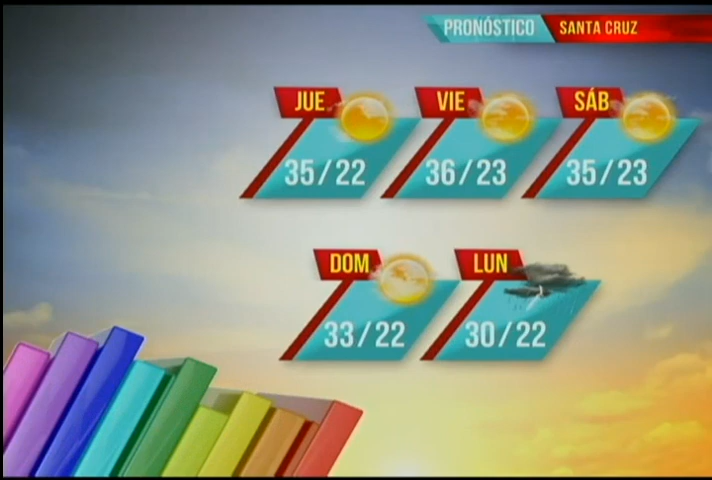 PRONÓSTICO SANTA CRUZ
JUE VIE SÁB
35/22 36/23 35/23
DOM LUN
33/22 30/22